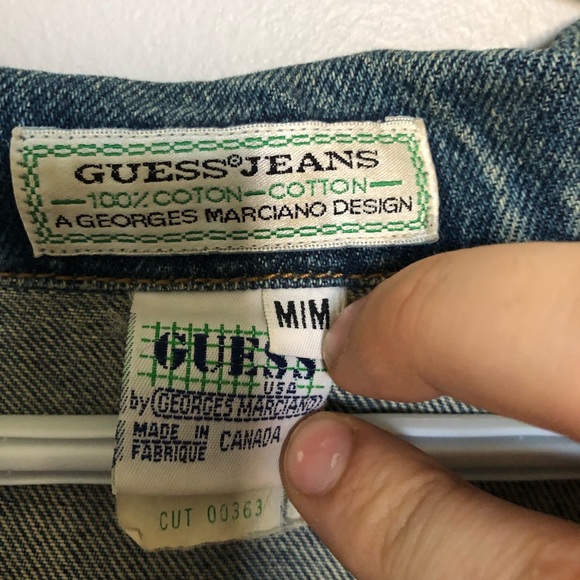 GUESS® JEANS
100% COTON—COTTON
A GEORGES MARCIANO DESIGN
M/M
GUESS
USA
by GEORGES MARCIANO
MADE IN CANADA
FABRIQUE
CUT 00363